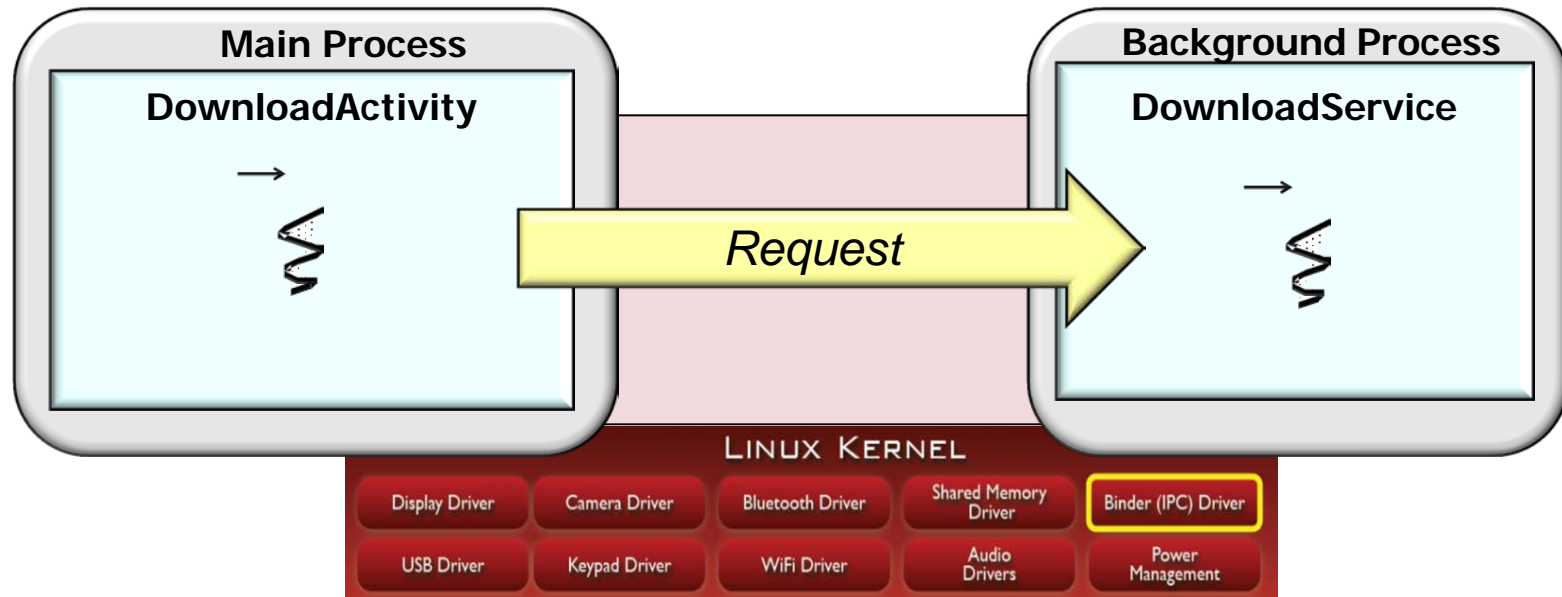 Main Process
Background Process
DownloadActivity
DownloadService
Request
LINUX KERNEL
Display Driver
Camera Driver
Bluetooth Driver
Shared Memory
Driver
Binder (IPC) Driver
USB Driver
Keypad Driver
WiFi Driver
Audio
Drivers
Power
Management